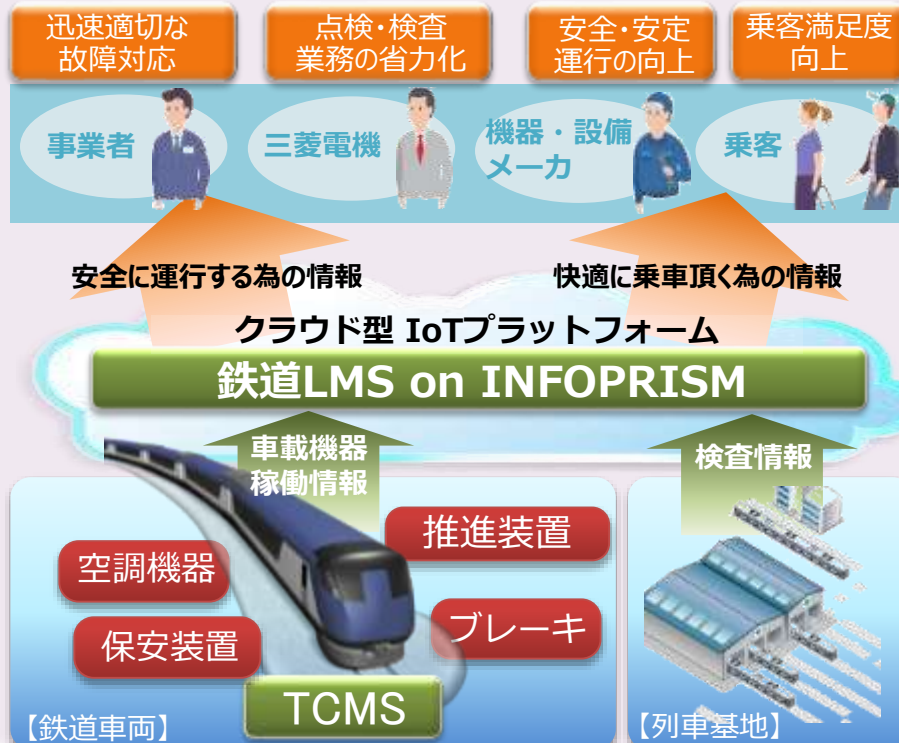 迅速適切な
故障対応
点検・検査
業務の省力化
安全・安定
運行の向上
乗客満足度
向上
事業者
三菱電機
機器・設備
メーカ
乗客
安全に運行する為の情報
快適に乗車頂く為の情報
クラウド型 IoTプラットフォーム
鉄道LMS on INFOPRISM
車載機器
稼働情報
検査情報
推進装置
空調機器
ブレーキ
保安装置
TCMS
【鉄道車両】
【列車基地】